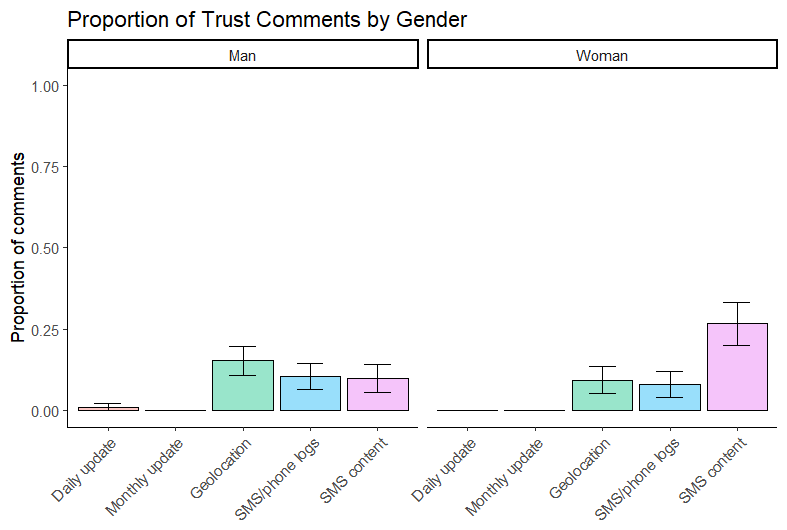 Proportion of Trust Comments by Gender
Man
Woman
Proportion of comments
1.00
0.75
0.50
0.25
0.00
Daily update
Monthly update
Geolocation
SMS/phone logs
SMS content
Daily update
Monthly update
Geolocation
SMS/phone logs
SMS content